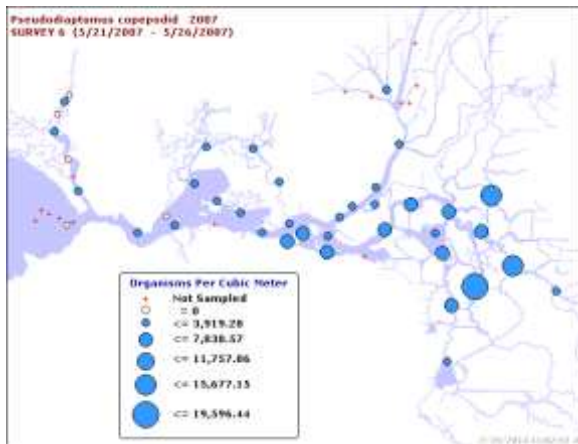 Pseudodiaptomus copepodid 2007
SURVEY 6 (5/21/2007 - 5/26/2007)
Organisms Per Cubic Meter
Not Sampled
= 0
<= 3,919.28
<= 7,838.57
<= 11,757.86
<= 15,677.15
<= 19,596.44